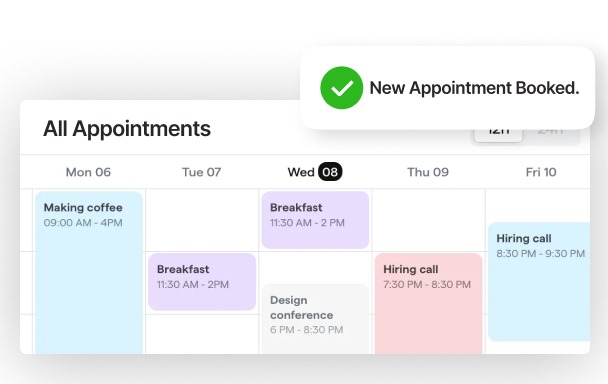 New Appointment Booked.
All Appointments
12h 24h
Mon 06 Tue 07 Wed 08 Thu 09 Fri 10
Making coffee
09:00 AM - 4PM
Breakfast
11:30 AM - 2PM
Breakfast
11:30 AM - 2 PM
Design
conference
6 PM - 8:30 PM
Hiring call
7:30 PM - 8:30 PM
Hiring call
8:30 PM - 9:30 PM